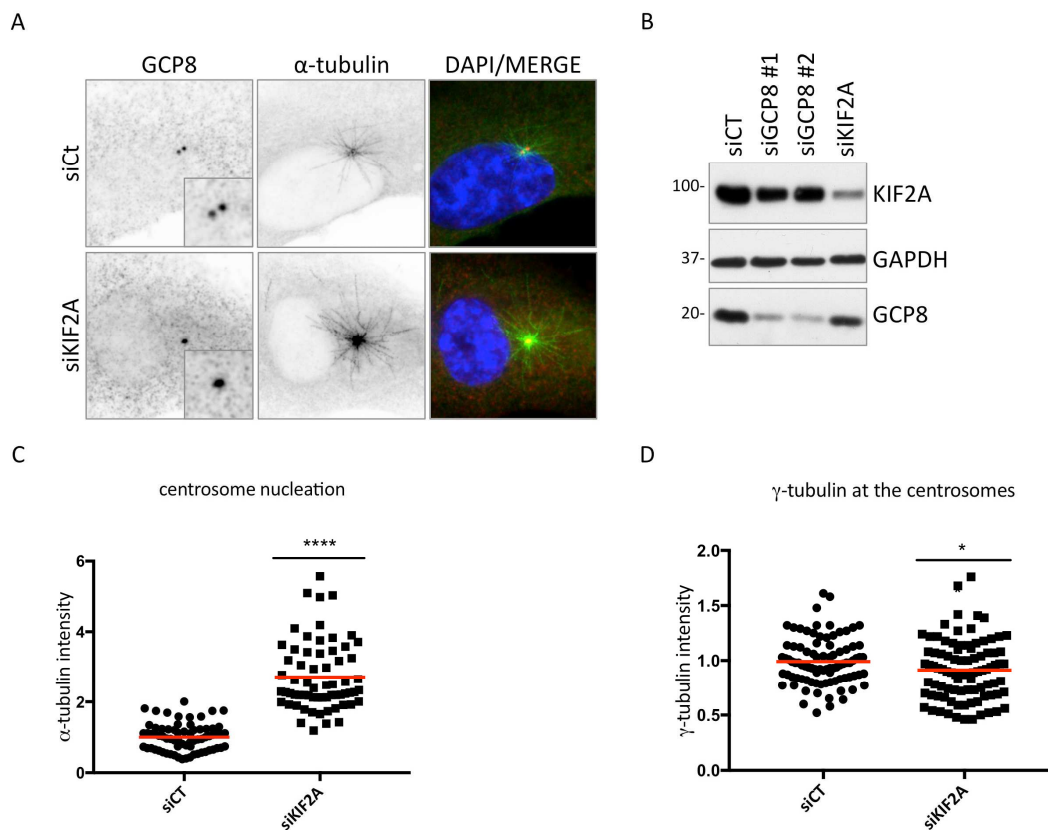 A
GCP8 α-tubulin DAPI/MERGE
siCt
siKIF2A
B
siCT
siGCP8 #1
siGCP8 #2
siKIF2A
100- KIF2A
37- GAPDH
20- GCP8
C
centrosome nucleation
****
α-tubulin intensity
6
4
2
0
siCT
siKIF2A
D
γ-tubulin at the centrosomes
*
γ-tubulin intensity
2.0
1.5
1.0
0.5
0.0
siCT
siKIF2A